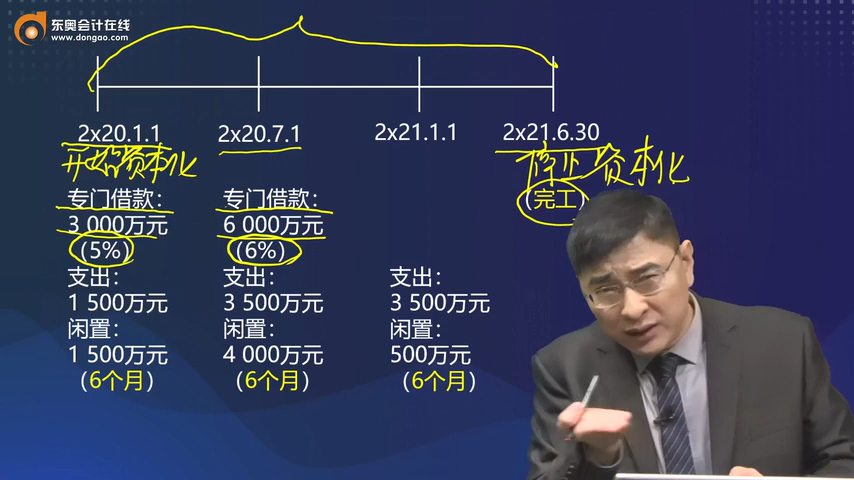 东奥会计在线
www.dongao.com
2x20.1.1
2x20.7.1
2x21.1.1
2x21.6.30
开始资本化
停止资本化
专门借款：
3 000万元
（5%）
支出：
1 500万元
闲置：
1 500万元
（6个月）
专门借款：
6 000万元
（6%）
支出：
3 500万元
闲置：
4 000万元
（6个月）
支出：
3 500万元
闲置：
500万元
（6个月）
（完工）